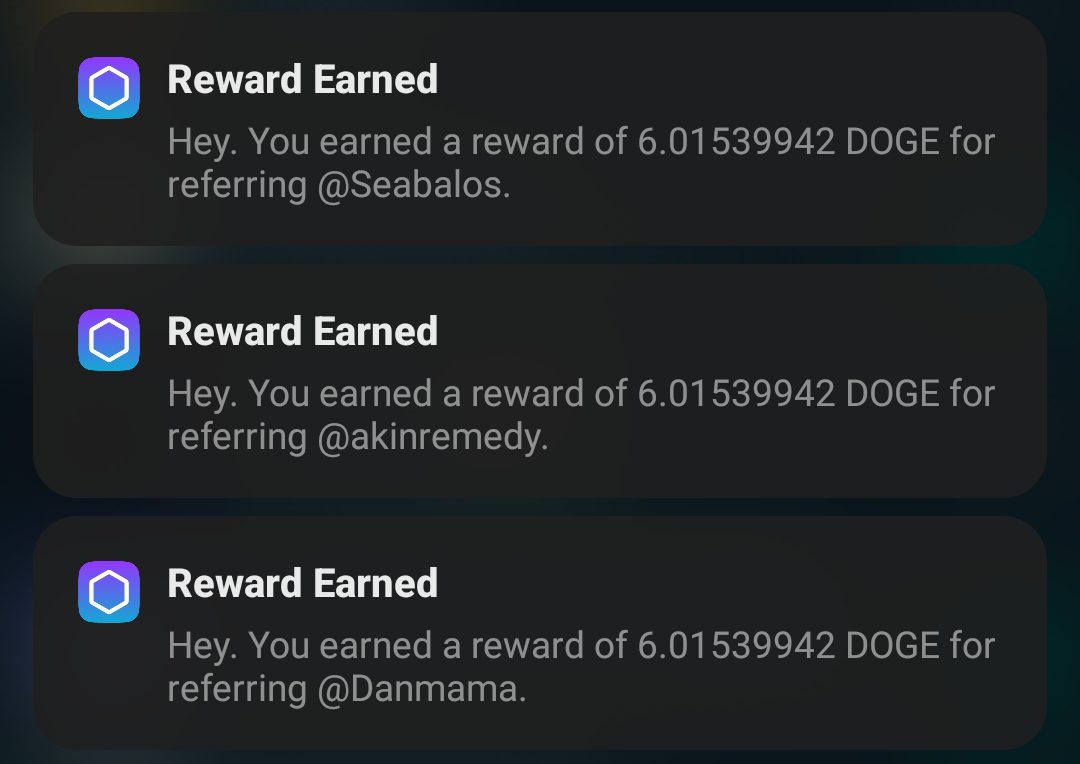 Reward Earned
Hey. You earned a reward of 6.01539942 DOGE for
referring @Seabalos.
Reward Earned
Hey. You earned a reward of 6.01539942 DOGE for
referring @akinremedy.
Reward Earned
Hey. You earned a reward of 6.01539942 DOGE for
referring @Danmama.